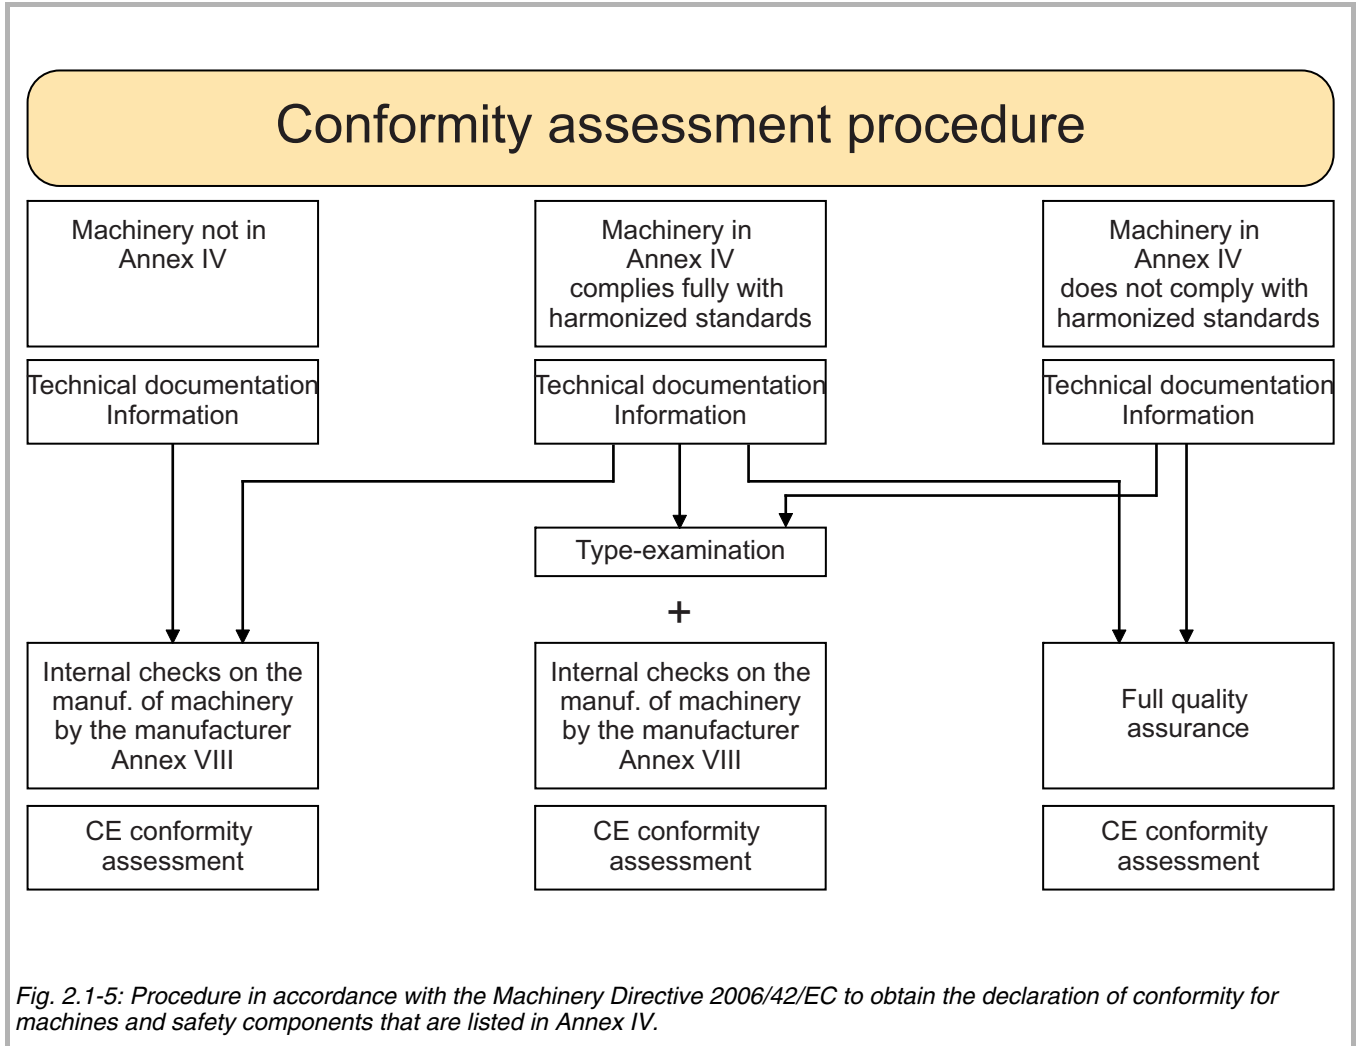 Conformity assessment procedure
Machinery not in
Annex IV
Machinery in
Annex IV
complies fully with
harmonized standards
Machinery in
Annex IV
does not comply with
harmonized standards
Technical documentation
Information
Technical documentation
Information
Technical documentation
Information
Type-examination
+
Internal checks on the
manuf. of machinery
by the manufacturer
Annex VIII
Internal checks on the
manuf. of machinery
by the manufacturer
Annex VIII
Full quality
assurance
CE conformity
assessment
CE conformity
assessment
CE conformity
assessment
Fig. 2.1-5: Procedure in accordance with the Machinery Directive 2006/42/EC to obtain the declaration of conformity for
machines and safety components that are listed in Annex IV.